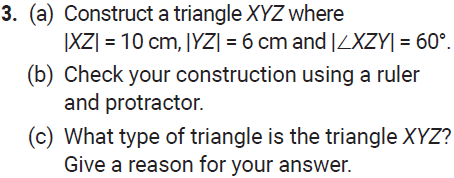 3. (a) Construct a triangle XYZ where
|XZ| = 10 cm, |YZ| = 6 cm and |∠XZY| = 60°.
(b) Check your construction using a ruler
and protractor.
(c) What type of triangle is the triangle XYZ?
Give a reason for your answer.